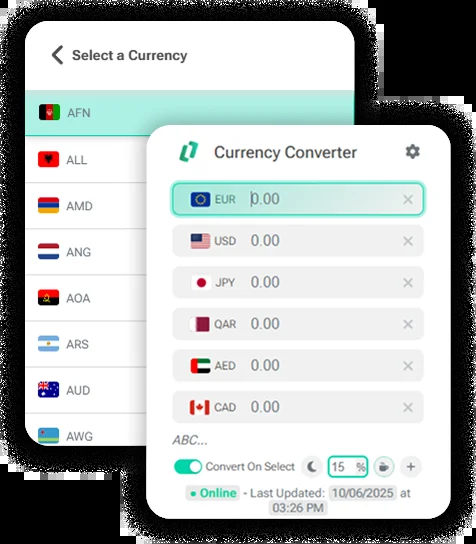 Select a Currency
AFN
ALL
AMD
ANG
AOA
ARS
AUD
AWG
Currency Converter
EUR 0.00
USD 0.00
JPY 0.00
QAR 0.00
AED 0.00
CAD 0.00
ABC...
Convert On Select 15 % +
• Online - Last Updated: 10/06/2025 at
03:26 PM